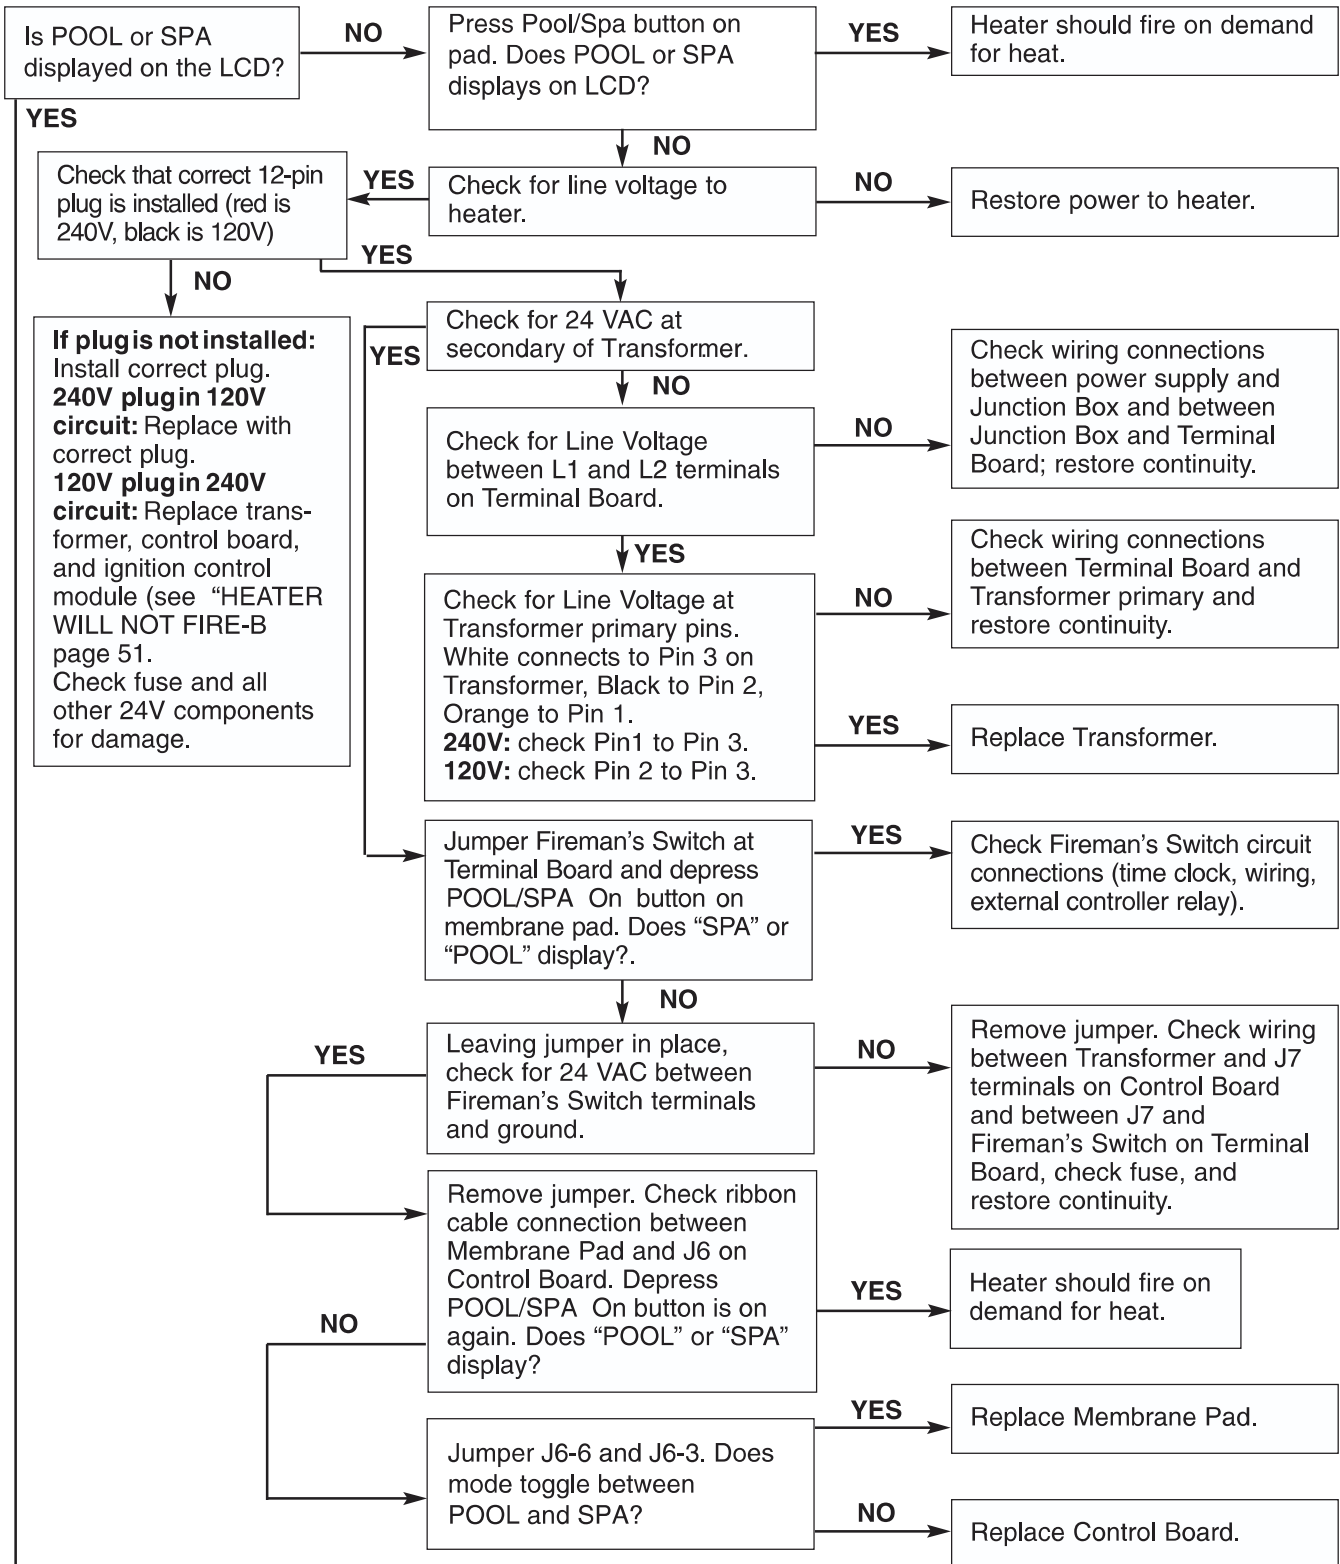 Is POOL or SPA
displayed on the LCD?
NO
Press Pool/Spa button on
pad. Does POOL or SPA
displays on LCD?
YES
Heater should fire on demand
for heat.
YES
NO
Check that correct 12-pin
plug is installed (red is
240V, black is 120V)
YES
Check for line voltage to
heater.
NO
Restore power to heater.
YES
NO
If plug is not installed:
Install correct plug.
240V plug in 120V
circuit: Replace with
correct plug.
120V plug in 240V
circuit: Replace trans-
former, control board,
and ignition control
module (see “HEATER
WILL NOT FIRE-B
page 51.
Check fuse and all
other 24V components
for damage.
Check for 24 VAC at
secondary of Transformer.
YES
NO
Check for Line Voltage
between L1 and L2 terminals
on Terminal Board.
NO
Check wiring connections
between power supply and
Junction Box and between
Junction Box and Terminal
Board; restore continuity.
YES
Check for Line Voltage at
Transformer primary pins.
White connects to Pin 3 on
Transformer, Black to Pin 2,
Orange to Pin 1.
240V: check Pin1 to Pin 3.
120V: check Pin 2 to Pin 3.
NO
Check wiring connections
between Terminal Board and
Transformer primary and
restore continuity.
YES
Replace Transformer.
Jumper Fireman’s Switch at
Terminal Board and depress
POOL/SPA On button on
membrane pad. Does “SPA” or
“POOL” display?.
YES
Check Fireman’s Switch circuit
connections (time clock, wiring,
external controller relay).
NO
YES
Leaving jumper in place,
check for 24 VAC between
Fireman’s Switch terminals
and ground.
NO
Remove jumper. Check wiring
between Transformer and J7
terminals on Control Board
and between J7 and
Fireman’s Switch on Terminal
Board, check fuse, and
restore continuity.
Remove jumper. Check ribbon
cable connection between
Membrane Pad and J6 on
Control Board. Depress
POOL/SPA On button is on
again. Does “POOL” or “SPA”
display?
YES
Heater should fire on
demand for heat.
NO
Jumper J6-6 and J6-3. Does
mode toggle between
POOL and SPA?
YES
Replace Membrane Pad.
NO
Replace Control Board.